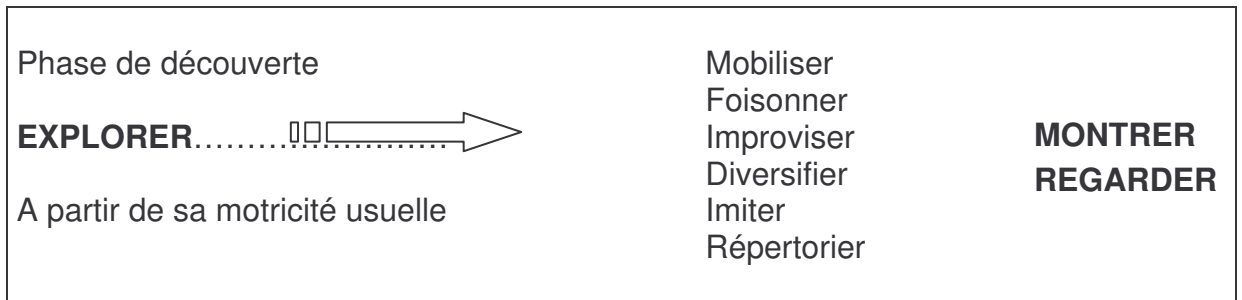 Phase de découverte
EXPLORER…………………….
A partir de sa motricité usuelle
Mobiliser
Foisonner
Improviser
Diversifier
Imiter
Répertorier
MONTRER
REGARDER